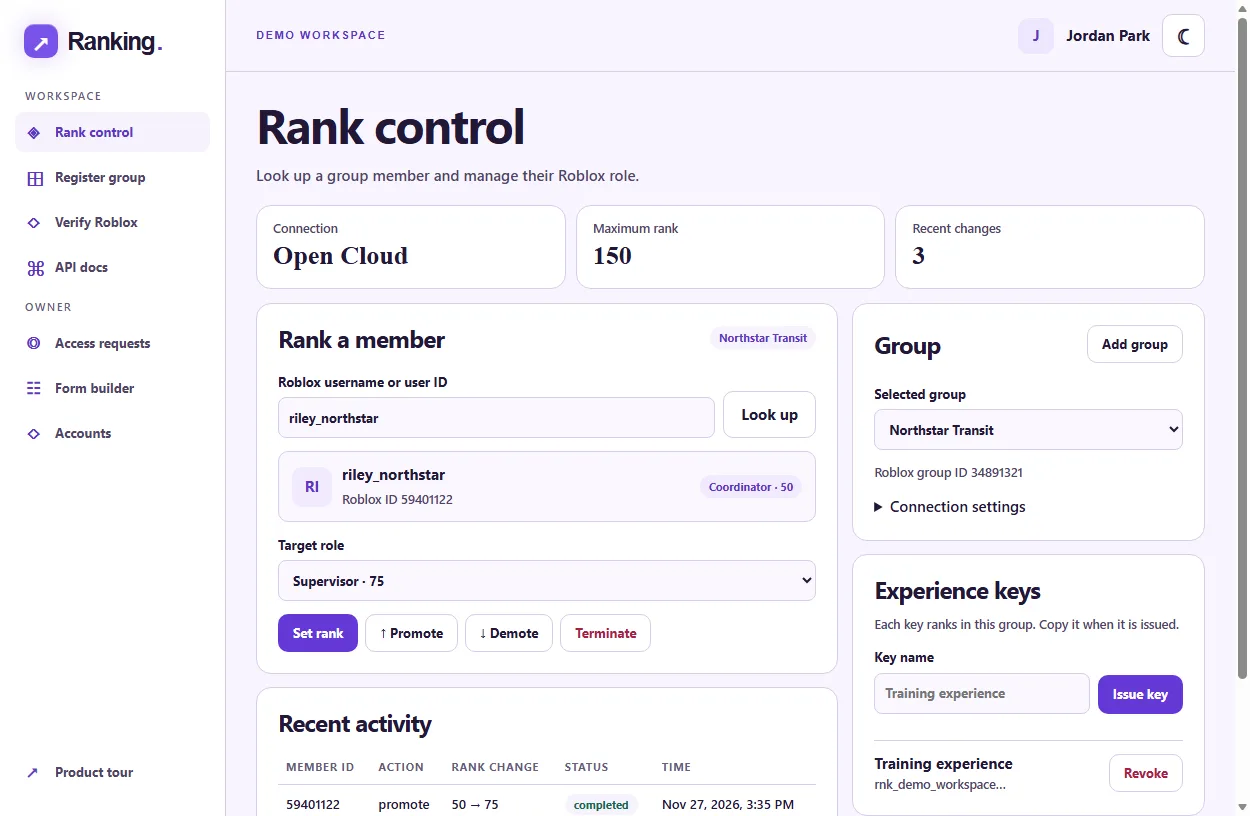 Ranking.
WORKSPACE
Rank control
Register group
Verify Roblox
API docs
OWNER
Access requests
Form builder
Accounts
Product tour
DEMO WORKSPACE
J
Jordan Park
Rank control
Look up a group member and manage their Roblox role.
Connection
Open Cloud
Maximum rank
150
Recent changes
3
Rank a member
Northstar Transit
Roblox username or user ID
riley_northstar
Look up
RI
riley_northstar
Roblox ID 59401122
Coordinator · 50
Target role
Supervisor · 75
Set rank
↑ Promote
↓ Demote
Terminate
Recent activity
MEMBER ID ACTION RANK CHANGE STATUS TIME
59401122 promote 50 → 75 completed Nov 27, 2026, 3:35 PM
Group
Add group
Selected group
Northstar Transit
Roblox group ID 34891321
Connection settings
Experience keys
Each key ranks in this group. Copy it when it is issued.
Key name
Training experience
Issue key
Training experience
rnk_demo_workspace...
Revoke